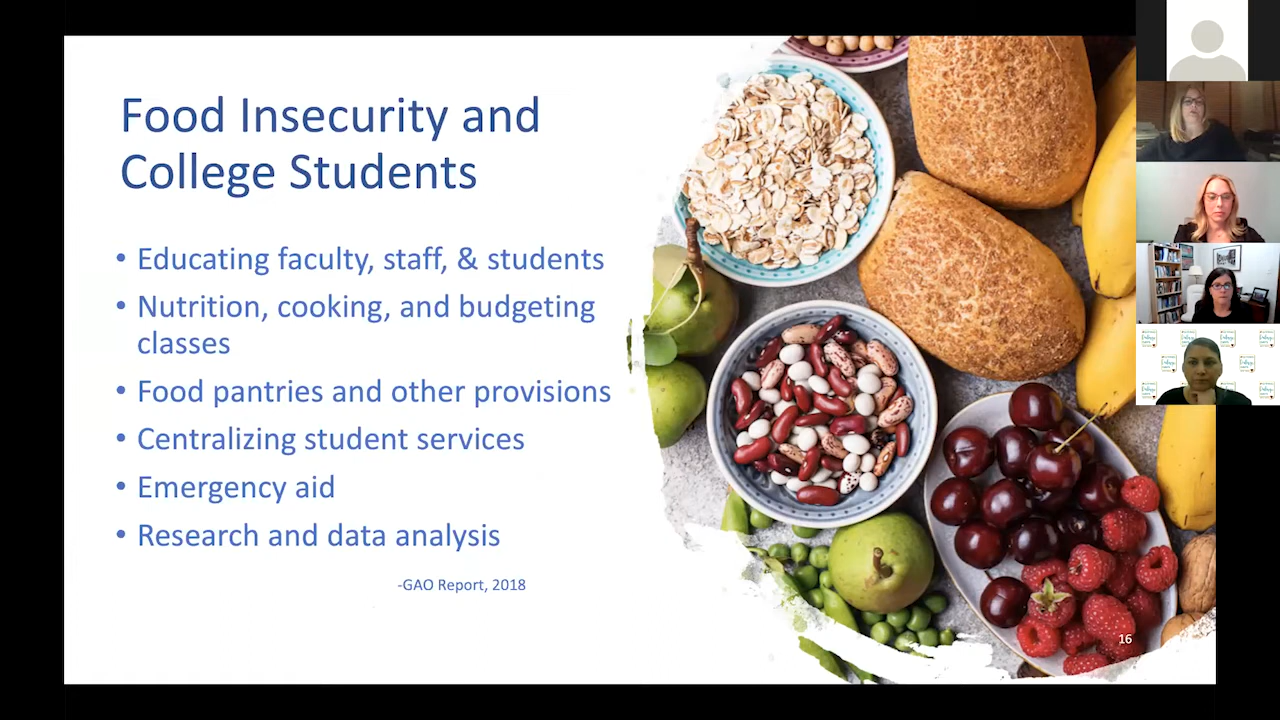 Food Insecurity and
College Students
• Educating faculty, staff, & students
• Nutrition, cooking, and budgeting
classes
• Food pantries and other provisions
• Centralizing student services
• Emergency aid
• Research and data analysis
-GAO Report, 2018
16